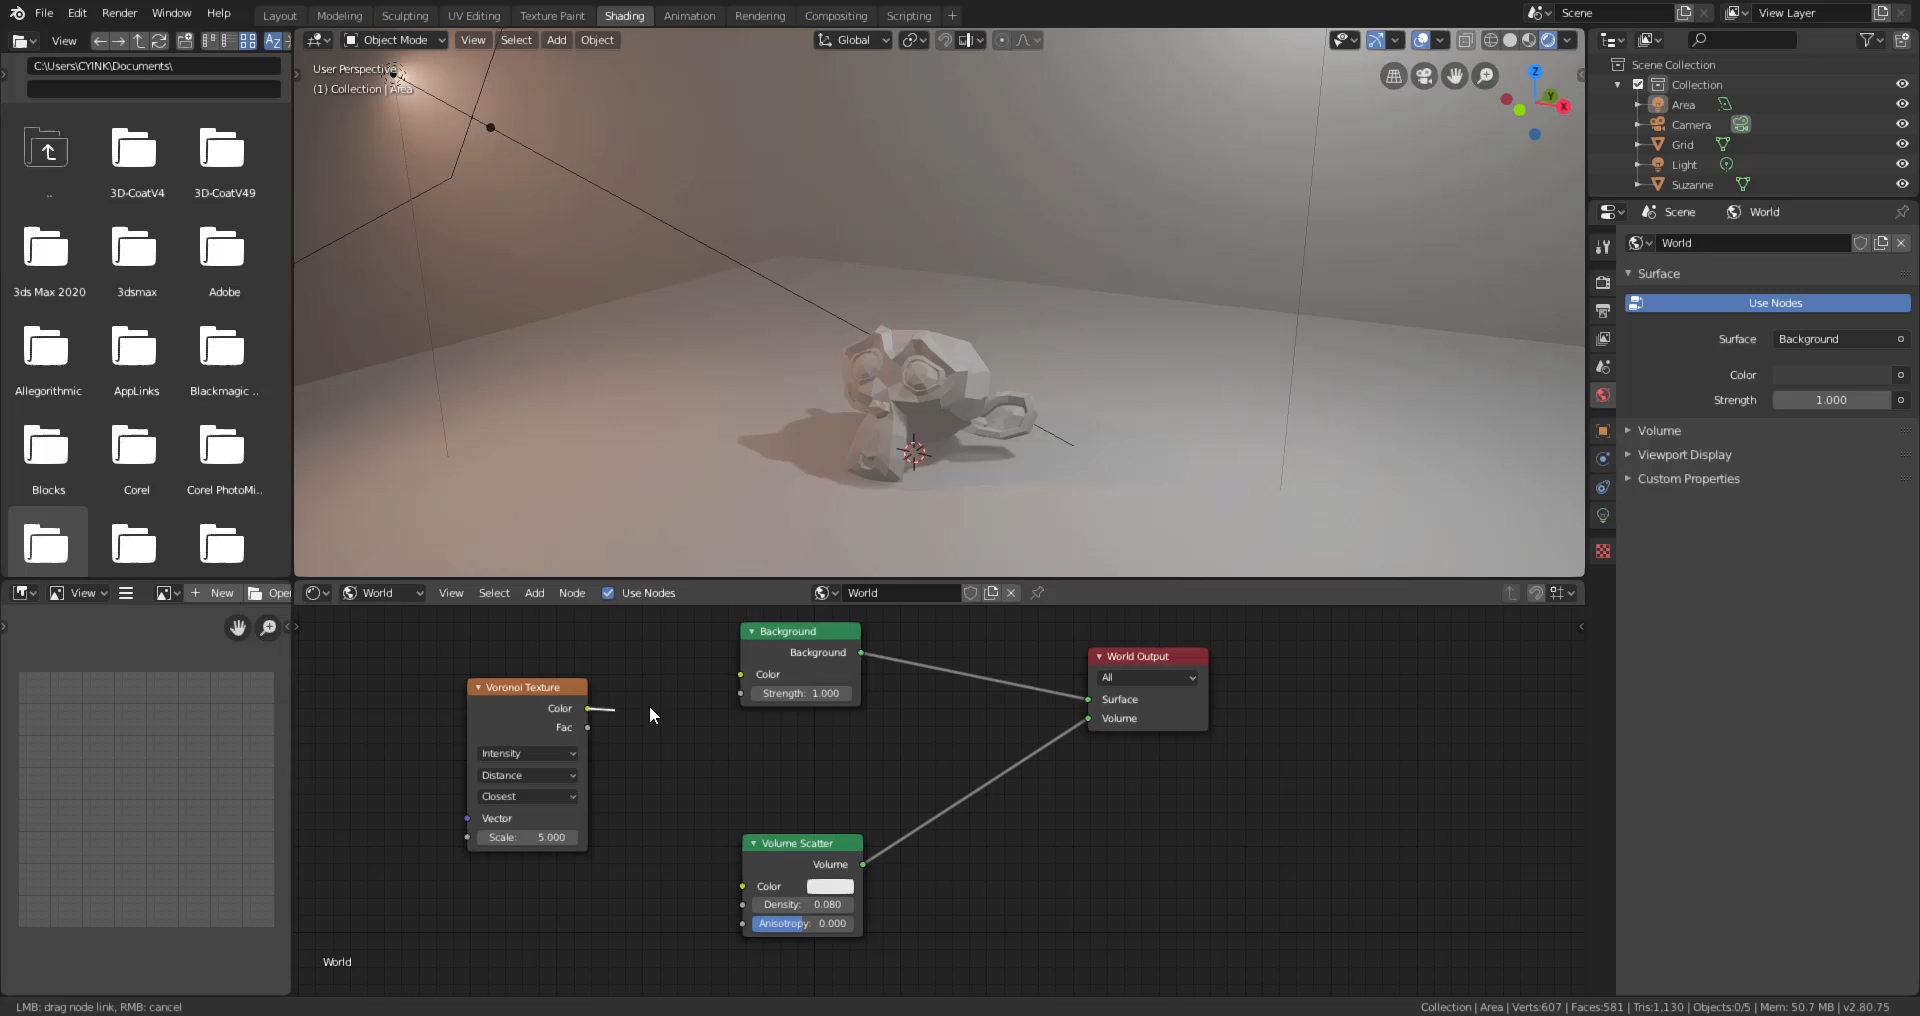 File Edit Render Window Help
Layout Modeling Sculpting UV Editing Texture Paint Shading Animation Rendering Compositing Scripting +
Scene
View Layer
View
C:\Users\CYINK\Documents\
..
3D-CoatV4
3D-CoatV49
3ds Max 2020
3dsmax
Adobe
Allegorithmic
AppLinks
Blackmagic ..
Blocks
Corel
Corel PhotoMi..
Object Mode View Select Add Object
Global
User Perspective
(1) Collection | Area
Z
Y
X
Scene Collection
Collection
Area
Camera
Grid
Light
Suzanne
Scene World
World
Surface
Use Nodes
Surface Background
Color
Strength 1.000
Volume
Viewport Display
Custom Properties
View
New
Open
World View Select Add Node Use Nodes
World
Voronoi Texture
Color
Fac
Intensity
Distance
Closest
Vector
Scale: 5.000
Background
Background
Color
Strength: 1.000
World Output
All
Surface
Volume
Volume Scatter
Volume
Color
Density: 0.080
Anisotropy: 0.000
World
LMB: drag node link, RMB: cancel
Collection | Area | Verts:607 | Faces:581 | Tris:1,130 | Objects:0/5 | Mem: 50.7 MB | v2.80.75